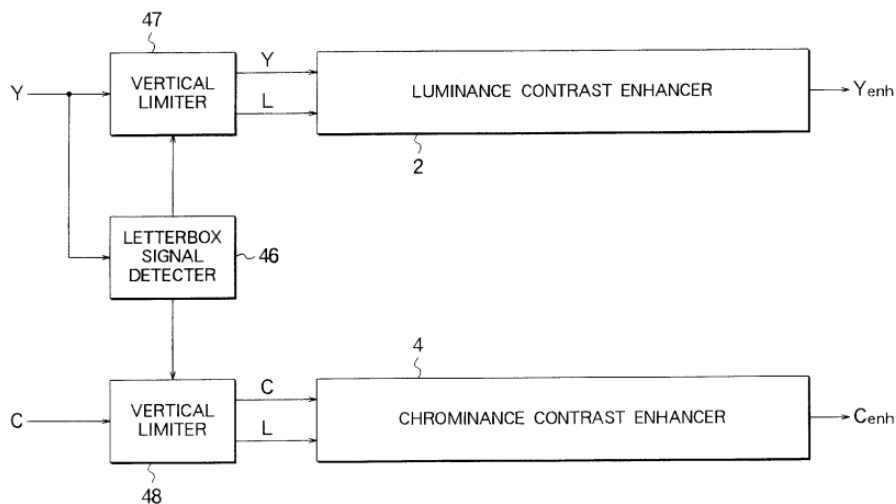 47
Y
VERTICAL
LIMITER
Y
L
LUMINANCE CONTRAST ENHANCER
Yenh
2
LETTERBOX
SIGNAL
DETECTER
46
4
C
VERTICAL
LIMITER
C
L
CHROMINANCE CONTRAST ENHANCER
Cenh
48